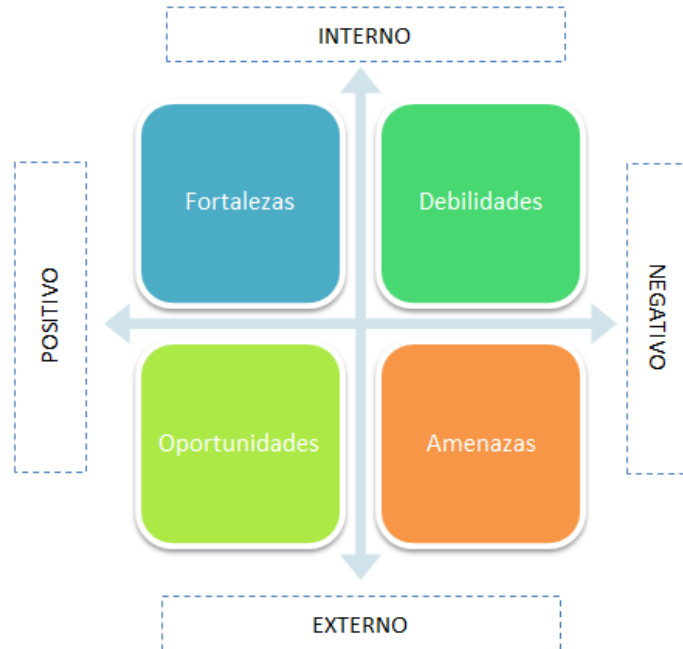 INTERNO
Fortalezas
Debilidades
POSITIVO
NEGATIVO
Oportunidades
Amenazas
EXTERNO